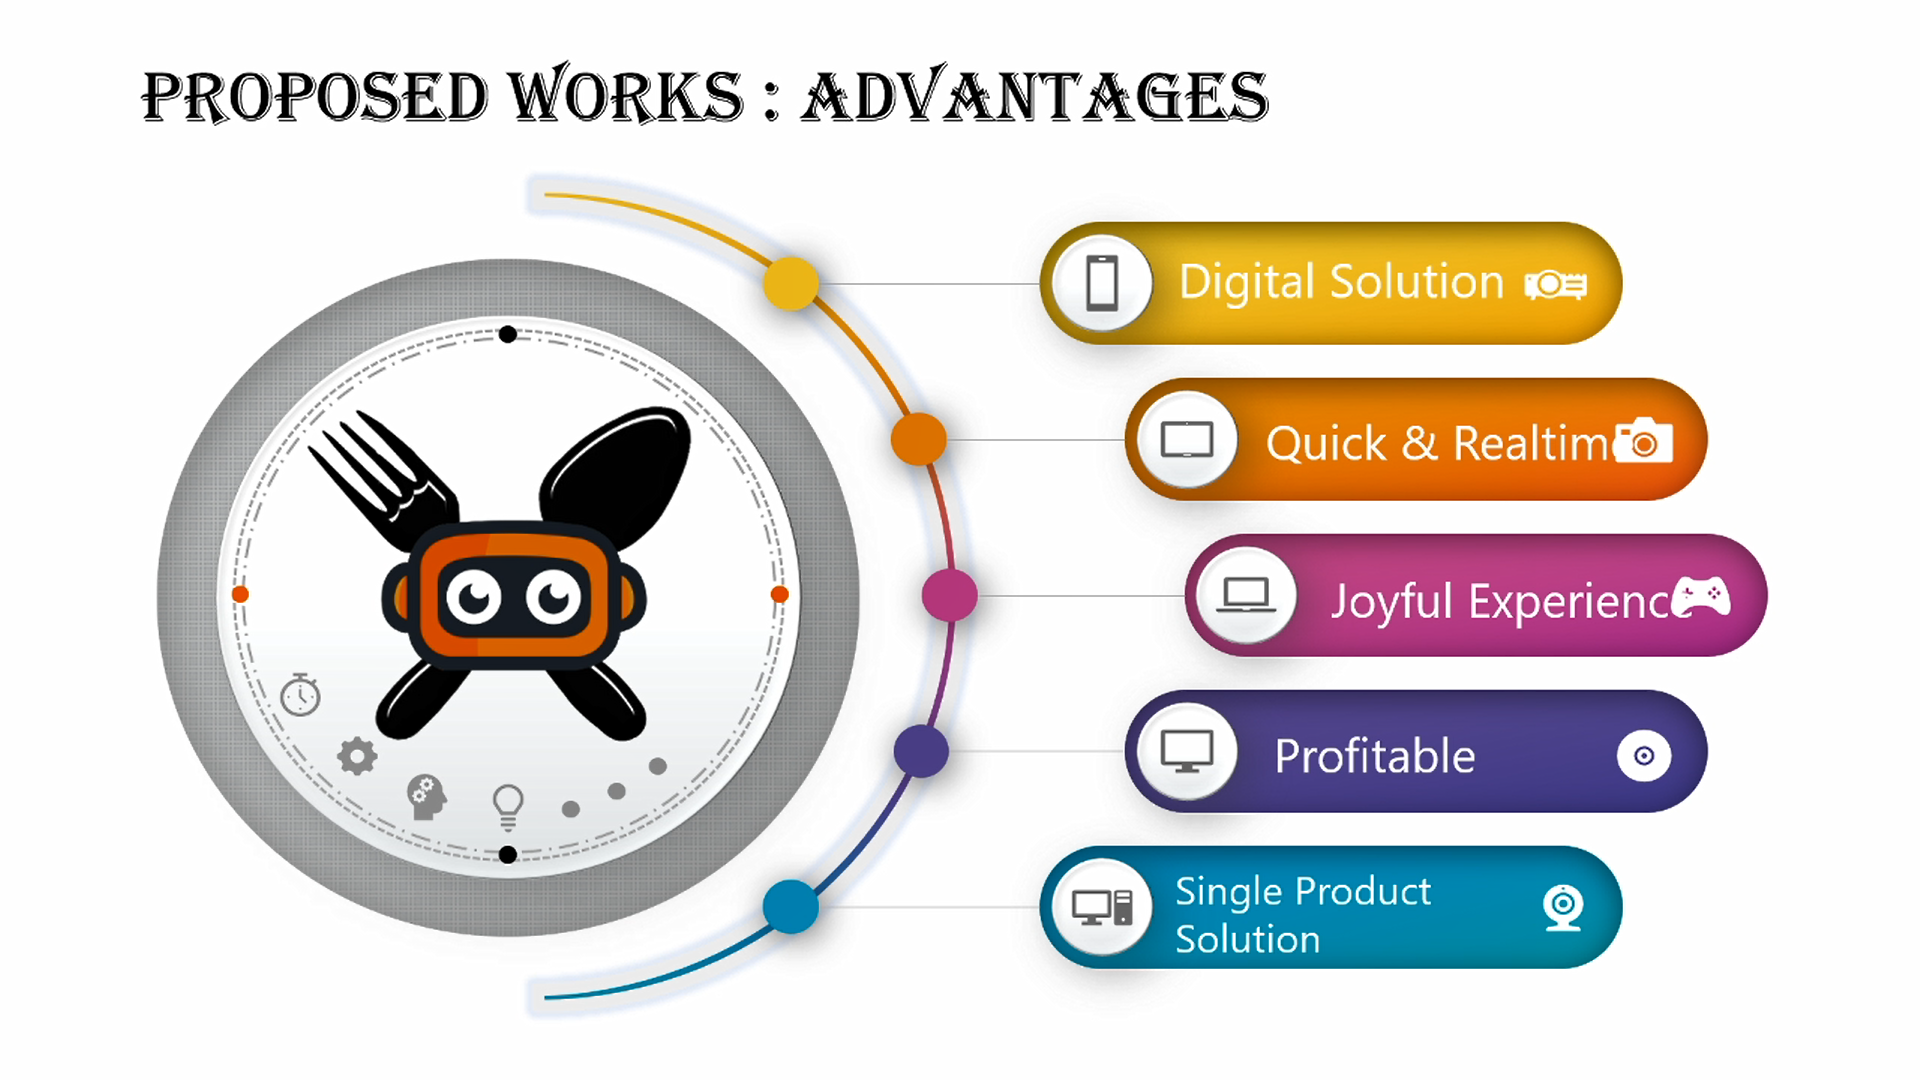 PROPOSED WORKS : ADVANTAGES
Digital Solution
Quick & Realtim
Joyful Experienc
Profitable
Single Product
Solution